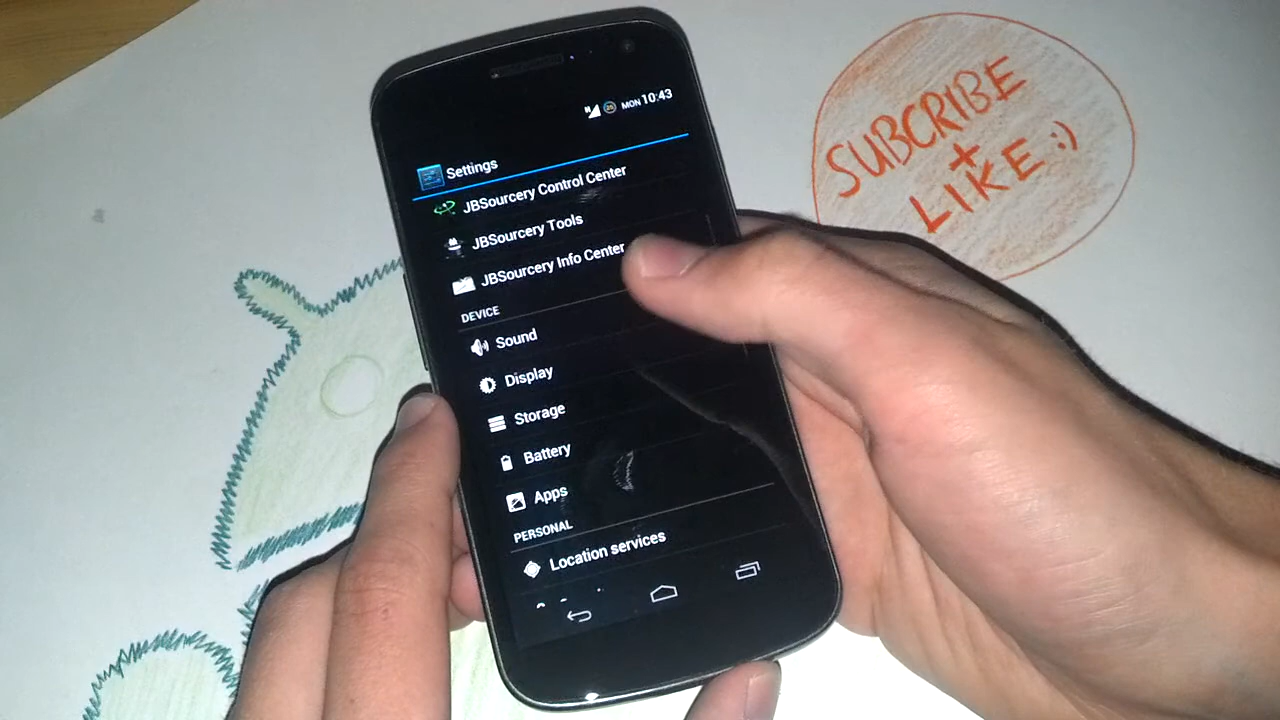 MON 10:43
Settings
JBSourcery Control Center
JBSourcery Tools
JBSourcery Info Center
DEVICE
Sound
Display
Storage
Battery
Apps
PERSONAL
Location services
SUBCRIBE
+
LIKE :)